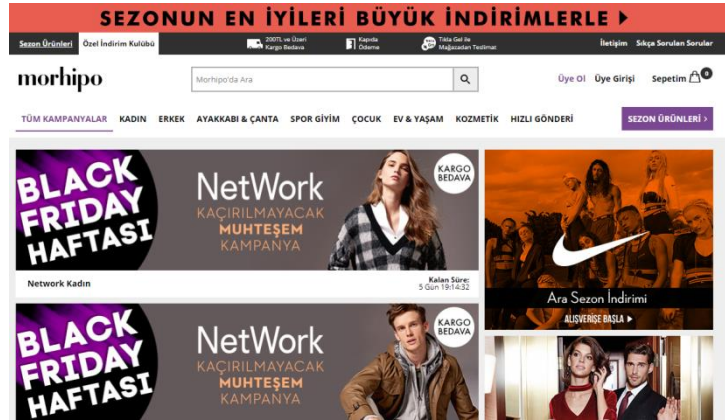 SEZONUN EN İYİLERİ BÜYÜK İNDİRİMLERLE
Sezon Ürünleri
Özel İndirim Kulübü
200TL ve Üzeri
Kargo Bedava
Kapıda
Ödeme
Tıkla Gel ile
Mağazadan Teslimat
İletişim
Sıkça Sorulan Sorular
morhipo
Morhipo'da Ara
Üye Ol
Üye Girişi
Sepetim
0
TÜM KAMPANYALAR
KADIN
ERKEK
AYAKKABI & ÇANTA
SPOR GİYİM
ÇOCUK
EV & YAŞAM
KOZMETİK
HIZLI GÖNDERİ
SEZON ÜRÜNLERİ >
BLACK
FRIDAY
HAFTASI
NetWork
KAÇIRILMAYACAK
MUHTEŞEM
KAMPANYA
KARGO
BEDAVA
Network Kadın
Kalan Süre:
5 Gün 19:14:32
Ara Sezon İndirimi
ALIŞVERİŞE BAŞLA
BLACK
FRIDAY
HAFTASI
NetWork
KAÇIRILMAYACAK
MUHTEŞEM
KAMPANYA
KARGO
BEDAVA